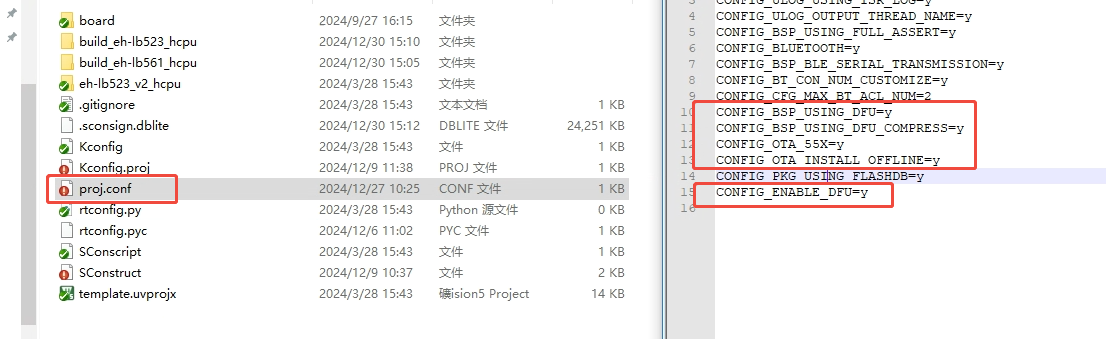 board 2024/9/27 16:15 文件夹
build_eh-lb523_hcpu 2024/12/30 15:10 文件夹
build_eh-lb561_hcpu 2024/12/30 15:05 文件夹
eh-lb523_v2_hcpu 2024/3/28 15:43 文件夹
.gitignore 2024/3/28 15:43 文本文档 1 KB
.sconsign.dblite 2024/12/30 15:12 DBLITE 文件 24,251 KB
Kconfig 2024/3/28 15:43 文件 1 KB
Kconfig.proj 2024/12/9 11:38 PROJ 文件 1 KB
proj.conf 2024/12/27 10:25 CONF 文件 1 KB
rtconfig.py 2024/3/28 15:43 Python 源文件 0 KB
rtconfig.pyc 2024/12/6 11:02 PYC 文件 1 KB
SConscript 2024/3/28 15:43 文件 1 KB
SConstruct 2024/12/9 10:37 文件 2 KB
template.uvprojx 2024/3/28 15:43 礦ision5 Project 14 KB
3 CONFIG_ULOG_USING_ISR_LOG=y
4 CONFIG_ULOG_OUTPUT_THREAD_NAME=y
5 CONFIG_BSP_USING_FULL_ASSERT=y
6 CONFIG_BLUETOOTH=y
7 CONFIG_BSP_BLE_SERIAL_TRANSMISSION=y
8 CONFIG_BT_CON_NUM_CUSTOMIZE=y
9 CONFIG_CFG_MAX_BT_ACL_NUM=2
10 CONFIG_BSP_USING_DFU=y
11 CONFIG_BSP_USING_DFU_COMPRESS=y
12 CONFIG_OTA_55X=y
13 CONFIG_OTA_INSTALL_OFFLINE=y
14 CONFIG_PKG_USING_FLASHDB=y
15 CONFIG_ENABLE_DFU=y
16